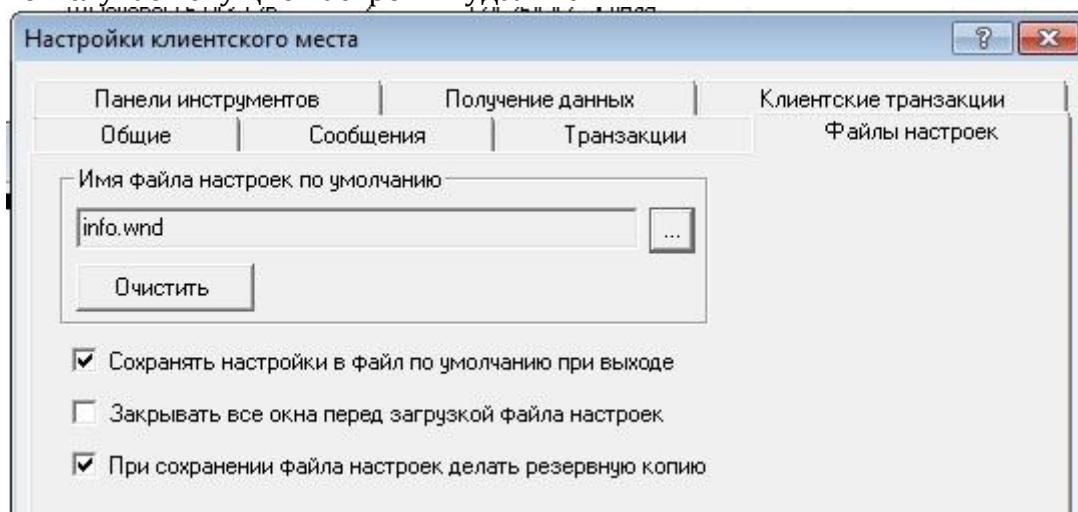 Настройки клиентского места
Панели инструментов
Получение данных
Клиентские транзакции
Общие
Сообщения
Транзакции
Файлы настроек
Имя файла настроек по умолчанию
info.wnd
...
Очистить
Сохранять настройки в файл по умолчанию при выходе
Закрывать все окна перед загрузкой файла настроек
При сохранении файла настроек делать резервную копию